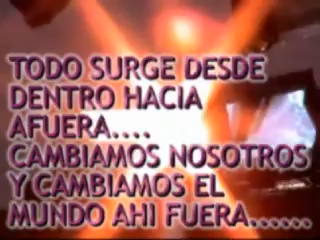 TODO SURGE DESDE
DENTRO HACIA
AFUERA....
CAMBIAMOS NOSOTROS
Y CAMBIAMOS EL
MUNDO AHI FUERA......